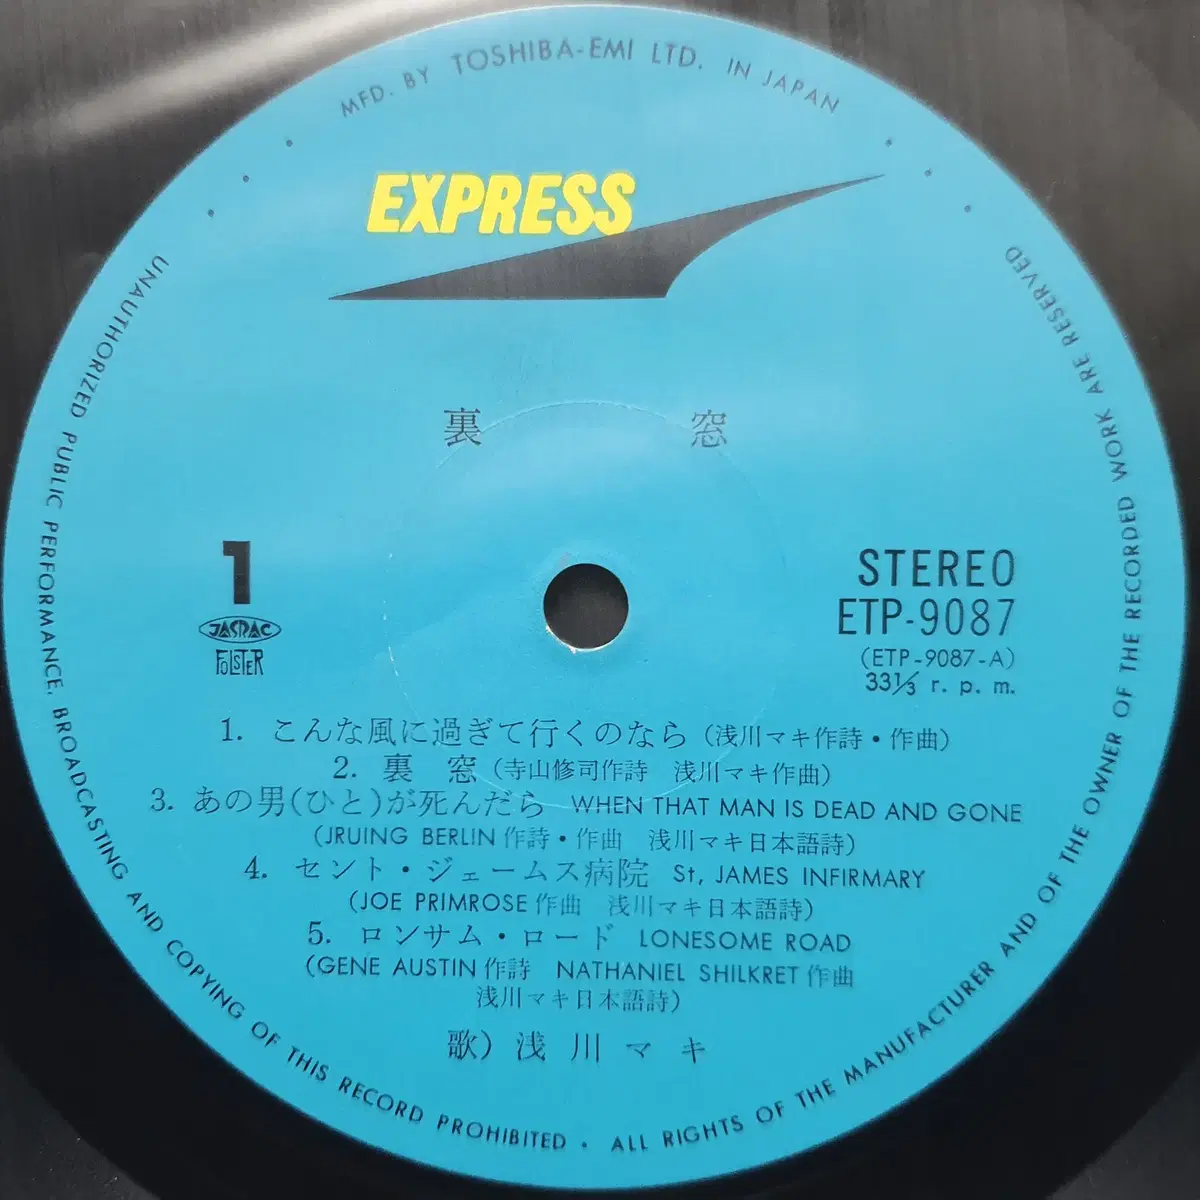 MFD. BY TOSHIBA-EMI LTD. IN JAPAN
EXPRESS
裏 窓
1
JASRAC
FOLSTER
STEREO
ETP-9087
(ETP-9087-A)
33 1/3 r. p. m.
1. こんな風に過ぎて行くのなら (浅川マキ作詩・作曲)
2. 裏 窓 (寺山修司作詩 浅川マキ作曲)
3. あの男(ひと)が死んだら WHEN THAT MAN IS DEAD AND GONE
(JRUING BERLIN 作詩・作曲 浅川マキ日本語詩)
4. セント・ジェームス病院 St, JAMES INFIRMARY
(JOE PRIMROSE 作曲 浅川マキ日本語詩)
5. ロンサム・ロード LONESOME ROAD
(GENE AUSTIN 作詩 NATHANIEL SHILKRET 作曲
浅川マキ日本語詩)
歌) 浅川マキ
UNAUTHORIZED PUBLIC PERFORMANCE, BROADCASTING AND COPYING OF THIS RECORD PROHIBITED · ALL RIGHTS OF THE MANUFACTURER AND OF THE OWNER OF THE RECORDED WORK ARE RESERVED